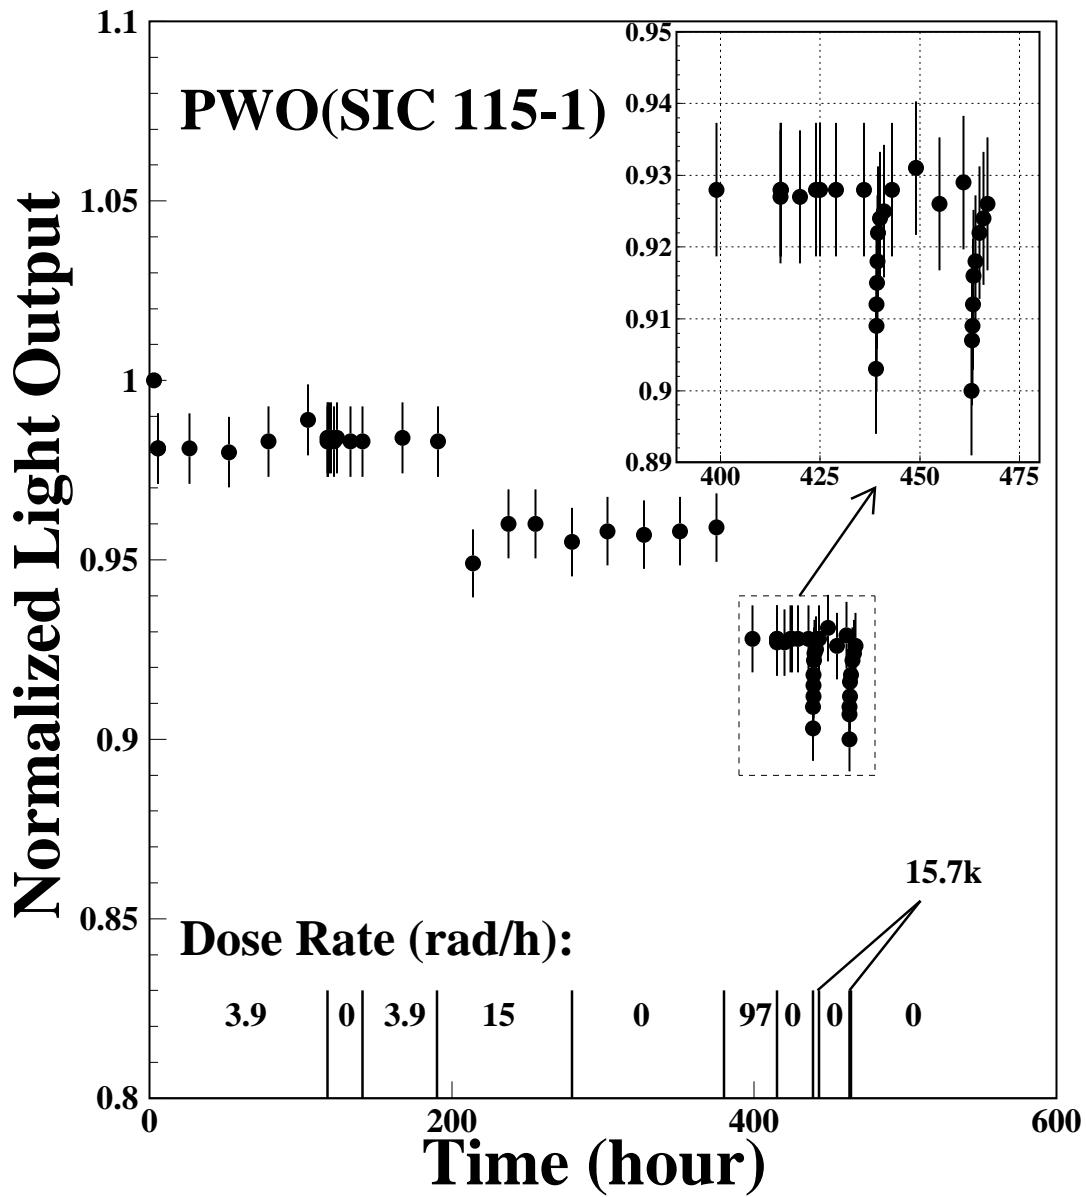 Normalized Light Output
1.1
1.05
1
0.95
0.9
0.85
0.8
PWO(SIC 115-1)
0.95
0.94
0.93
0.92
0.91
0.9
0.89
400 425 450 475
15.7k
Dose Rate (rad/h):
3.9 0 3.9 15 0 97 0 0 0
0 200 400 600
Time (hour)